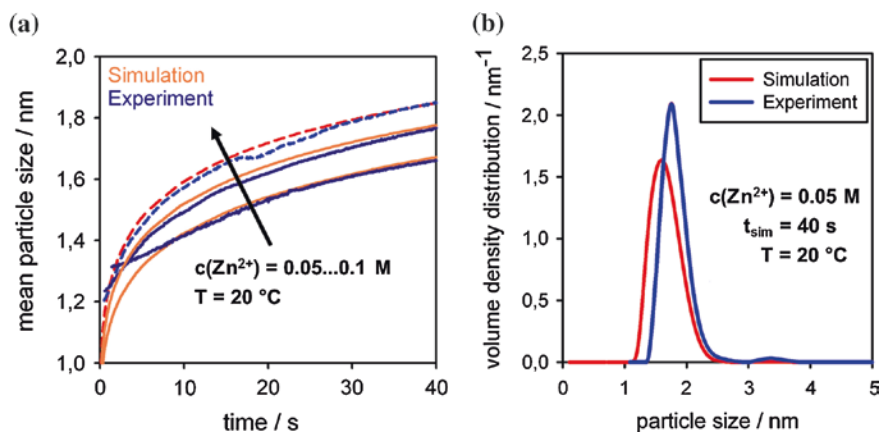 (a)
mean particle size / nm
2,0
1,8
1,6
1,4
1,2
1,0
Simulation
Experiment
c(Zn²⁺) = 0.05...0.1 M
T = 20 °C
0 10 20 30 40
time / s
(b)
volume density distribution / nm⁻¹
2,5
2,0
1,5
1,0
0,5
0,0
Simulation
Experiment
c(Zn²⁺) = 0.05 M
t_sim = 40 s
T = 20 °C
0 1 2 3 4 5
particle size / nm